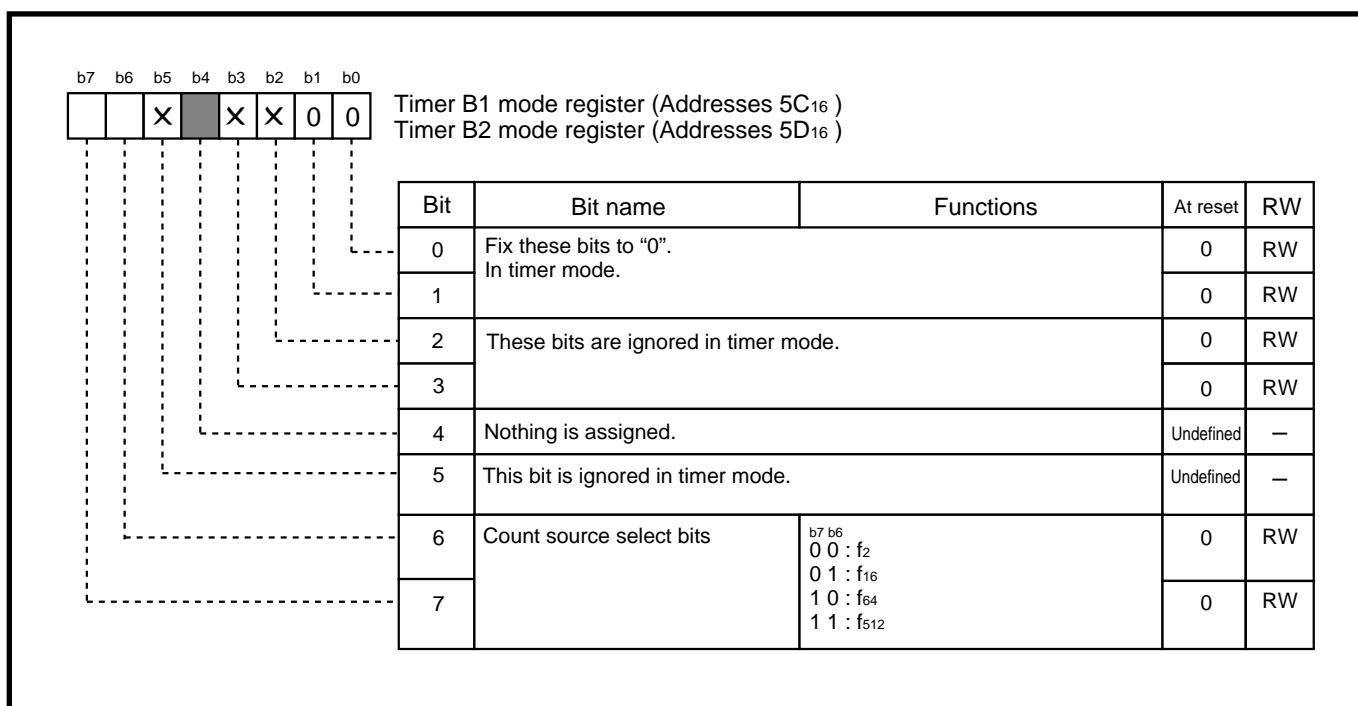 b7 b6 b5 b4 b3 b2 b1 b0
× × × 0 0
Timer B1 mode register (Addresses 5C16 )
Timer B2 mode register (Addresses 5D16 )
Bit Bit name Functions At reset RW
0 Fix these bits to “0”. 0 RW
In timer mode.
1 0 RW
2 These bits are ignored in timer mode. 0 RW
3 0 RW
4 Nothing is assigned. Undefined –
5 This bit is ignored in timer mode. Undefined –
6 Count source select bits b7 b6 0 RW
0 0 : f2
0 1 : f16
7 1 0 : f64 0 RW
1 1 : f512